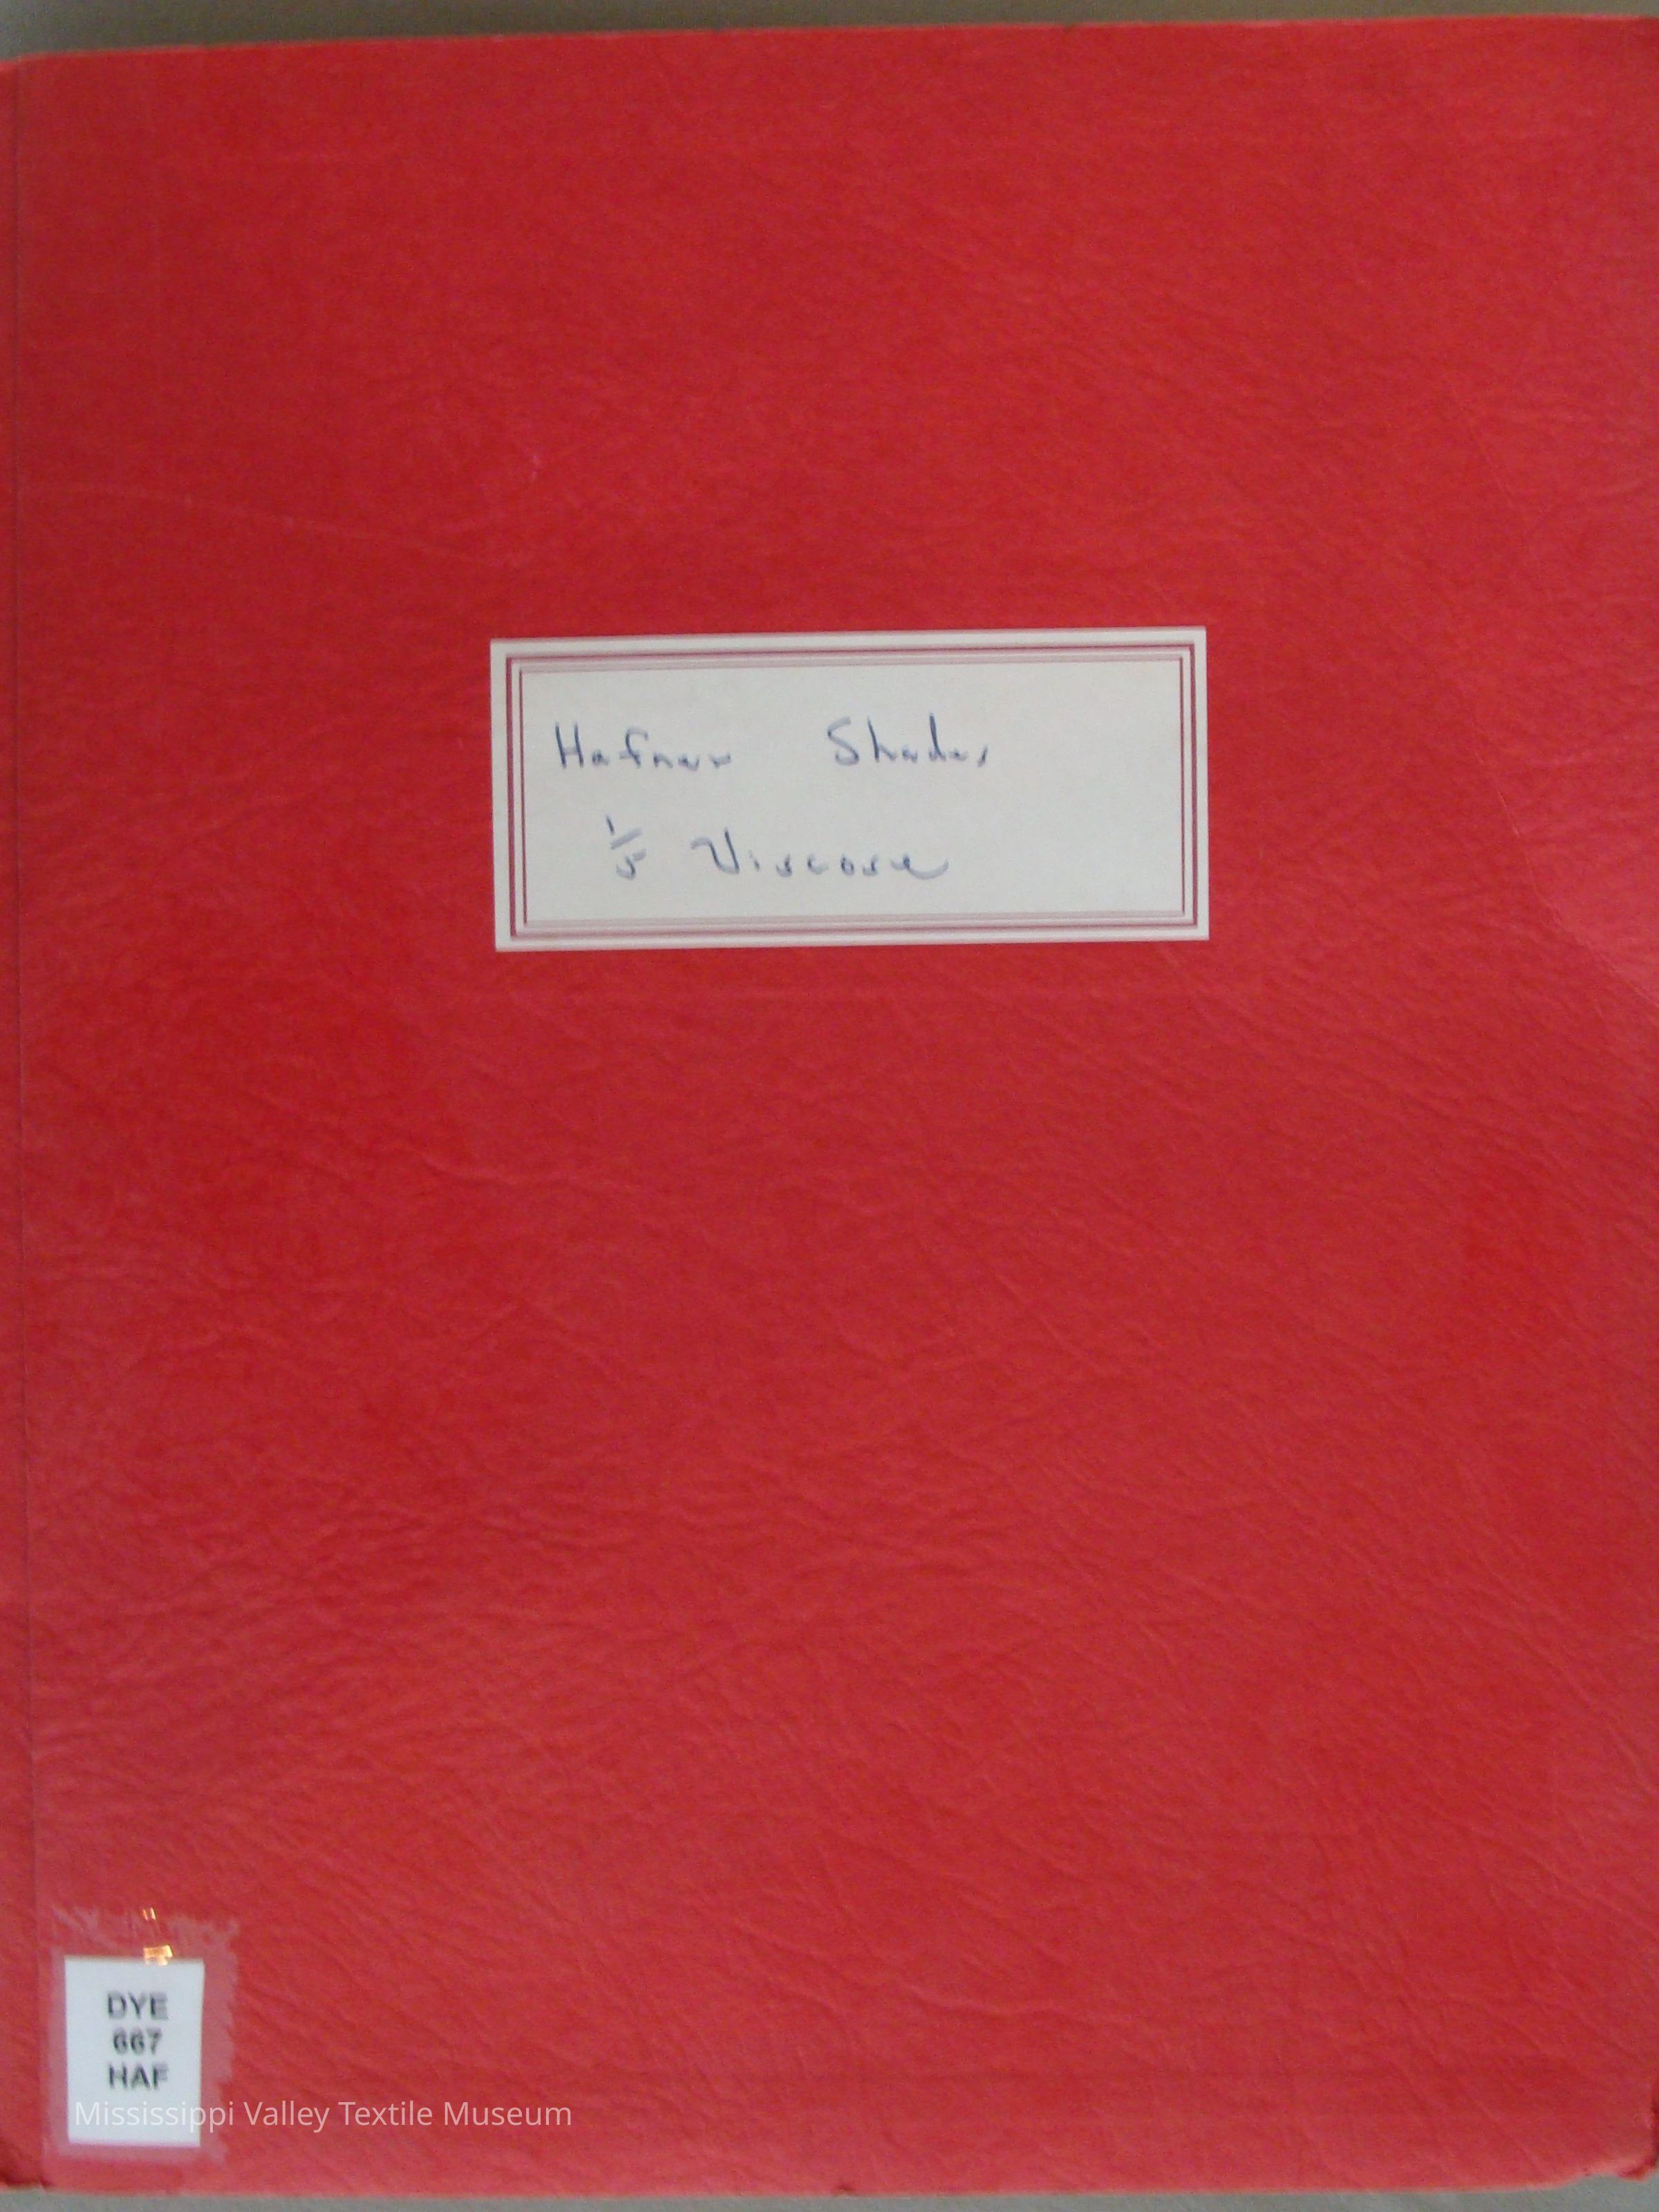 Hafner Shades
1/5 Viscose
DYE
667
HAF
Mississippi Valley Textile Museum